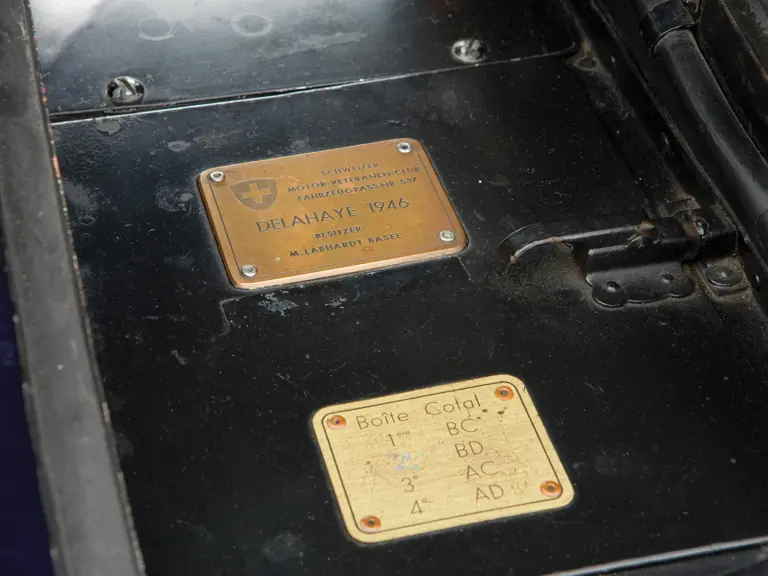 SCHWEIZER
MOTOR-VETERANEN-CLUB
FAHRZEUGPASS NR. 537
DELAHAYE 1946
BESITZER
M. LABHARDT BASEL
Boîte Cotal
1ère BC
BD
3e AC
4e AD